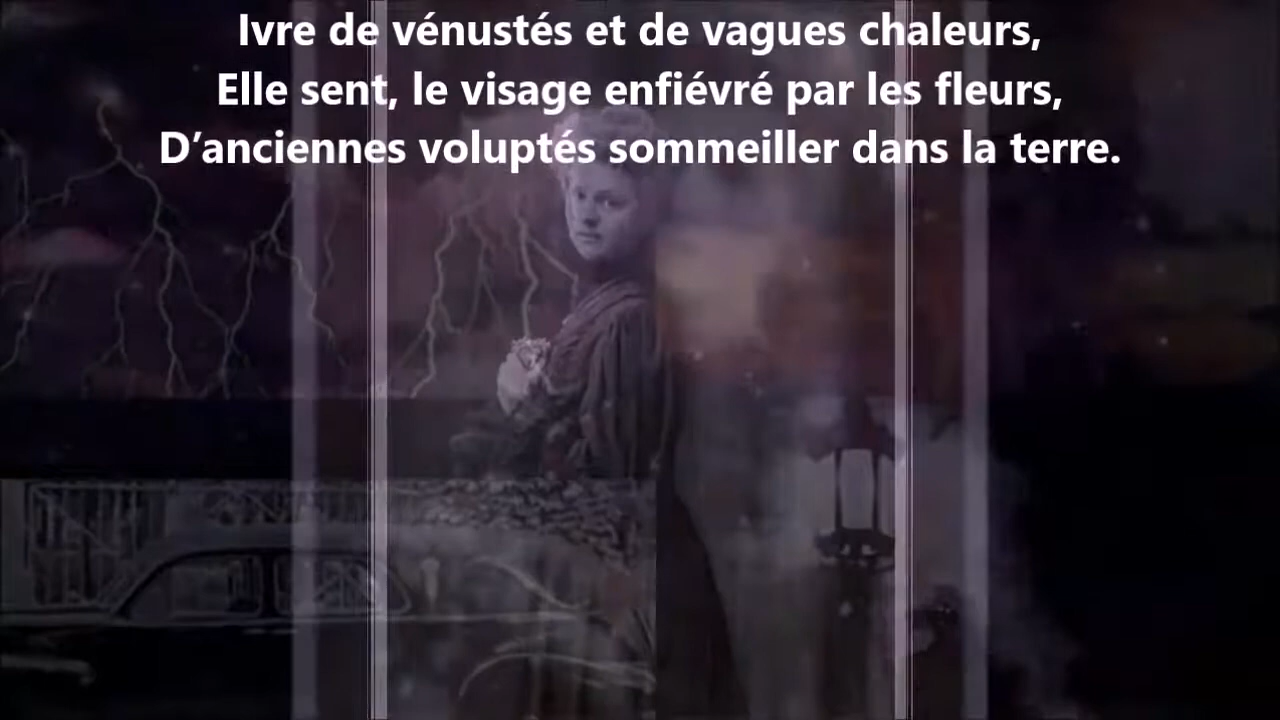 Ivre de vénustés et de vagues chaleurs,
Elle sent, le visage enfiévré par les fleurs,
D’anciennes voluptés sommeiller dans la terre.